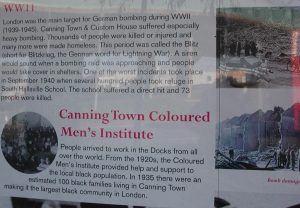 WWII
London was the main target for German bombing during WWII
(1939-1945). Canning Town & Custom House suffered especially
heavy bombing. Thousands of people were killed or injured and
many more were made homeless. This period was called the Blitz
(short for Blitzkrieg, the German word for Lightning War). A siren
would sound when a bombing raid was approaching and people
would take cover in shelters. One of the worst incidents took place
in September 1940 when several hundred people took refuge in
South Hallsville School. The school suffered a direct hit and 73
people were killed.
Canning Town Coloured
Men's Institute
People arrived to work in the Docks from all
over the world. From the 1920s, the Coloured
Men's Institute provided help and support to
the local black population. In 1935 there were an
estimated 100 black families living in Canning Town
making it the largest black community in London.
Bomb damage